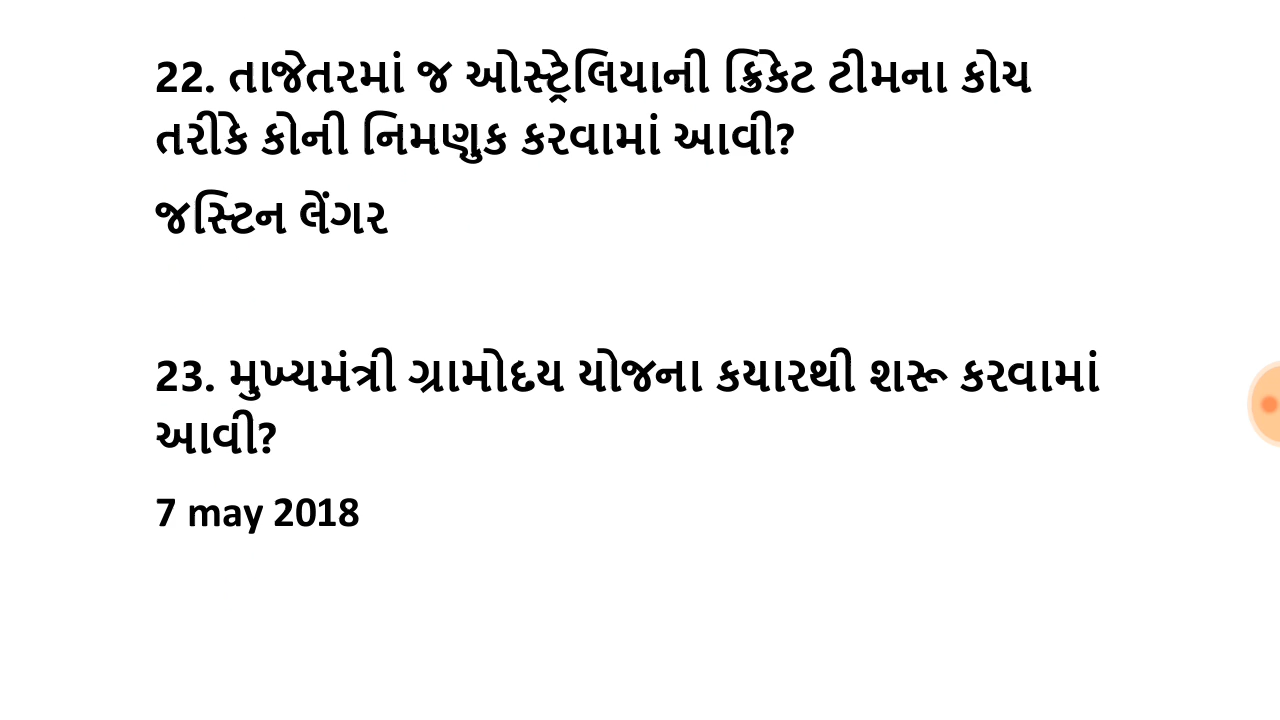 22. તાજેતરમાં જ ઓસ્ટ્રેલિયાની ક્રિકેટ ટીમના કોચ
તરીકે કોની નિમણુક કરવામાં આવી?
જસ્ટિન લેંગર
23. મુખ્યમંત્રી ગ્રામોદય યોજના કયારથી શરૂ કરવામાં
આવી?
7 may 2018